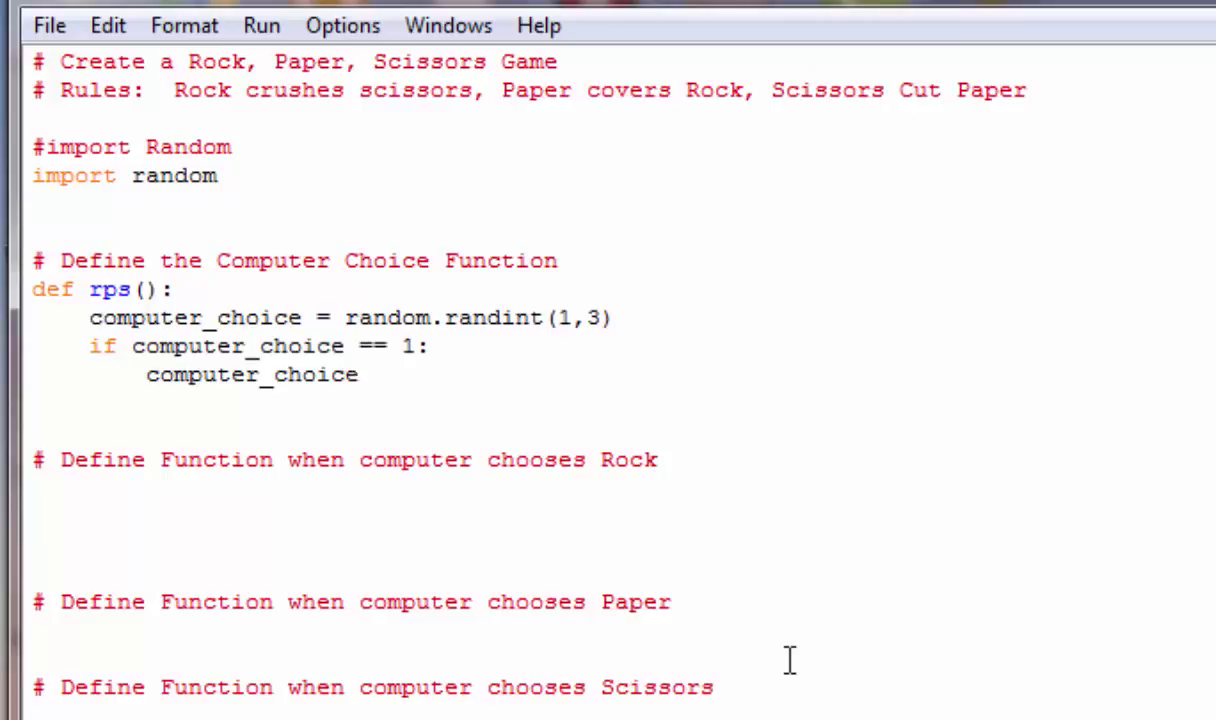 File Edit Format Run Options Windows Help
# Create a Rock, Paper, Scissors Game
# Rules:  Rock crushes scissors, Paper covers Rock, Scissors Cut Paper
#import Random
import random
# Define the Computer Choice Function
def rps():
    computer_choice = random.randint(1,3)
    if computer_choice == 1:
        computer_choice
# Define Function when computer chooses Rock
# Define Function when computer chooses Paper
# Define Function when computer chooses Scissors